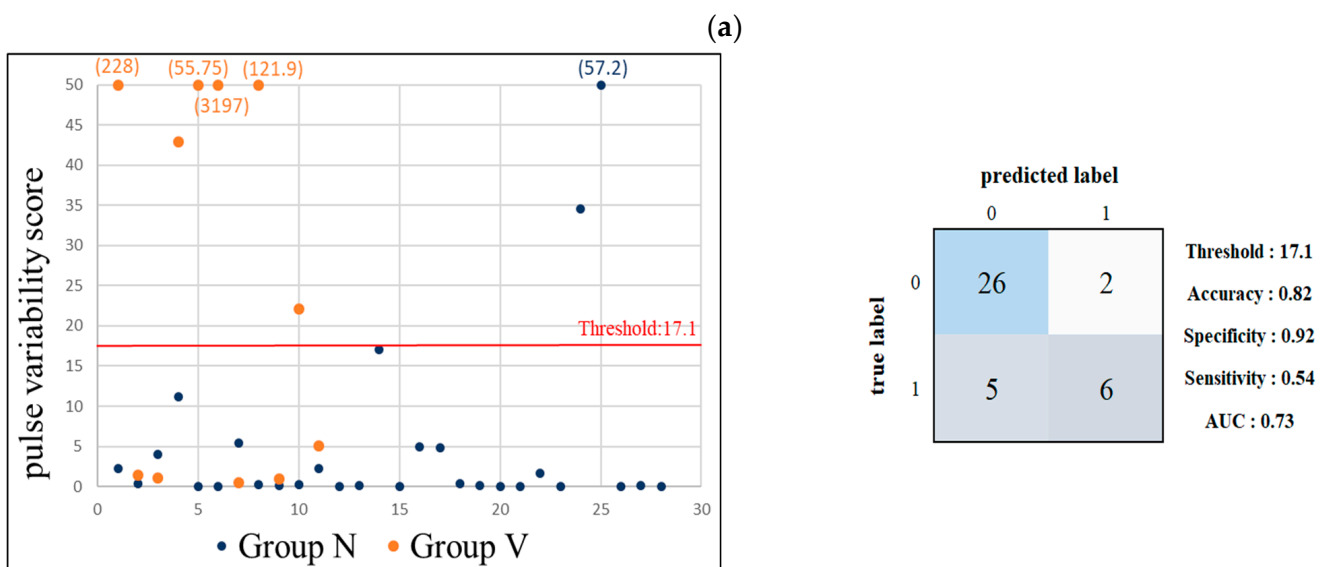 (a)
(228)
(55.75)
(121.9)
(57.2)
(3197)
50
45
40
35
30
25
20
15
10
5
0
pulse variability score
Threshold:17.1
0 5 10 15 20 25 30
Group N Group V
predicted label
0 1
true label
0 26 2
1 5 6
Threshold : 17.1
Accuracy : 0.82
Specificity : 0.92
Sensitivity : 0.54
AUC : 0.73